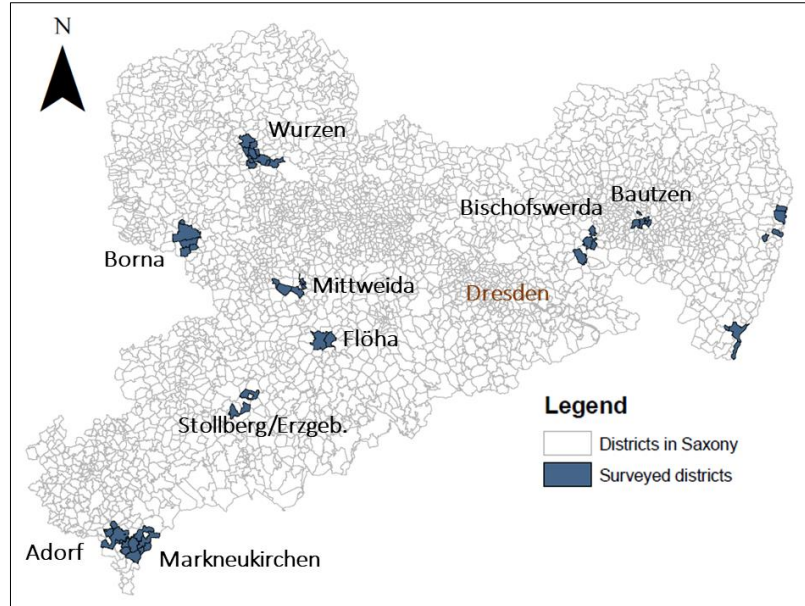 N
Wurzen
Bautzen
Bischofswerda
Borna
Mittweida
Dresden
Flöha
Stollberg/Erzgeb.
Legend
Districts in Saxony
Surveyed districts
Adorf
Markneukirchen